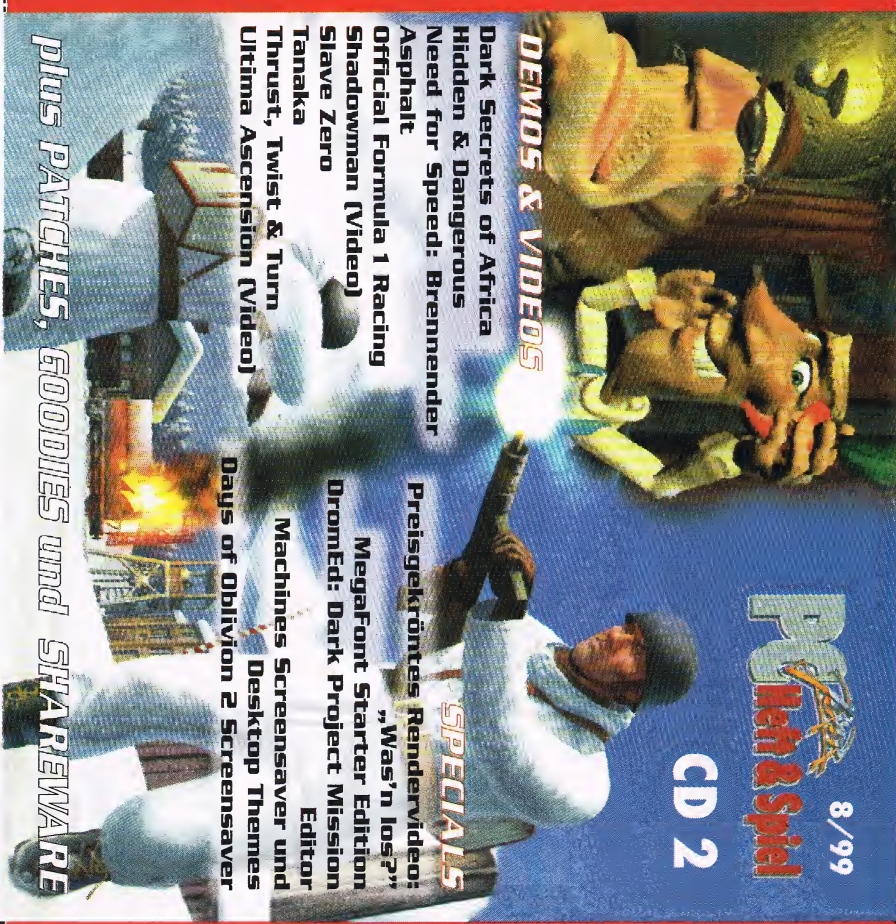 8/99
PC
Heft & Spiel
CD 2
DEMOS & VIDEOS
Dark Secrets of Africa
Hidden & Dangerous
Need for Speed: Brennender
Asphalt
Official Formula 1 Racing
Shadowman (Video)
Slave Zero
Tanaka
Thrust, Twist & Turn
Ultima Ascension (Video)
SPECIALS
Preisgekröntes Rendervideo:
„Was'n los?"
MegaFont Starter Edition
DromEd: Dark Project Mission
Editor
Machines Screensaver und
Desktop Themes
Days of Oblivion 2 Screensaver
plus PATCHES, GOODIES und SHAREWARE